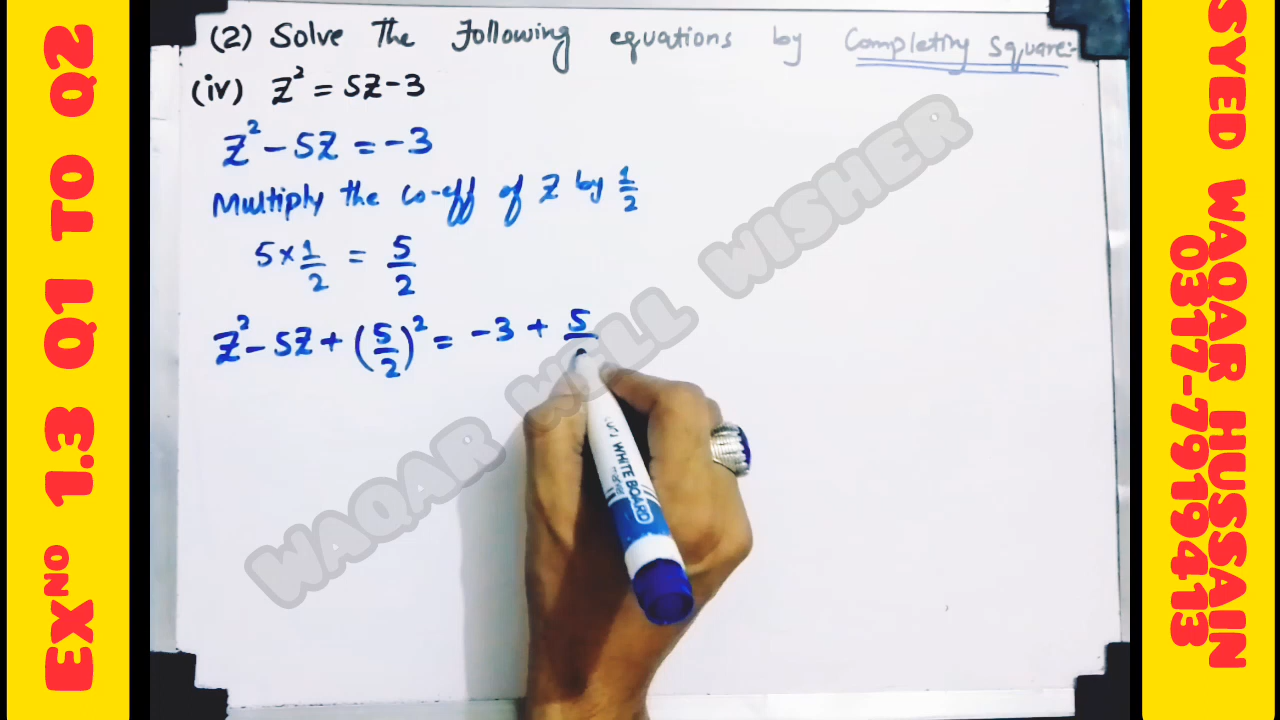 EXNO 1.3 Q1 TO Q2
(2) Solve The Following equations by Completing Square:-
(iv) Z² = 5Z-3
Z² - 5Z = -3
Multiply the co-eff of Z by 1/2
5 × 1/2 = 5/2
Z² - 5Z + (5/2)² = -3 + 5
WAQAR WELL WISHER
WHITE BOARD
SYED WAQAR HUSSAIN
0317-7919413